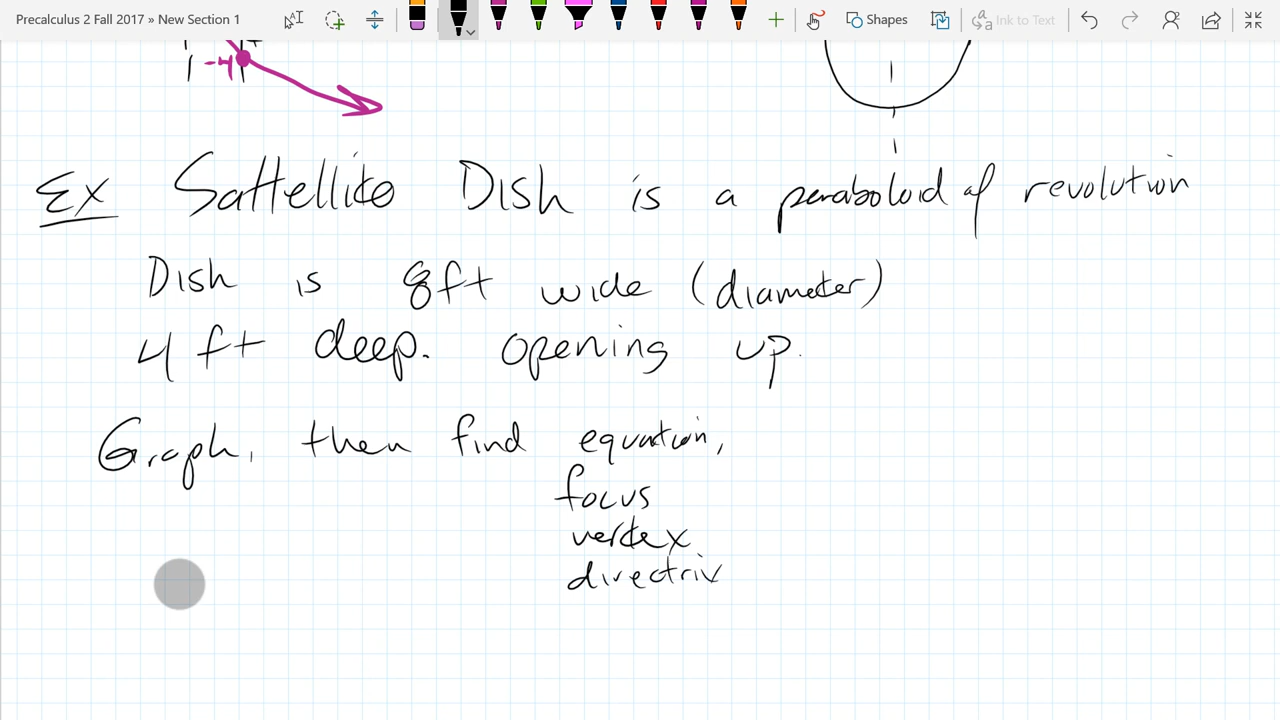 Precalculus 2 Fall 2017 » New Section 1
Shapes
Ink to Text
-4
Ex Sattellite Dish is a paraboloid of revolution
Dish is 8ft wide (diameter)
4 ft deep. opening up.
Graph, then find equation,
focus
vertex
directrix